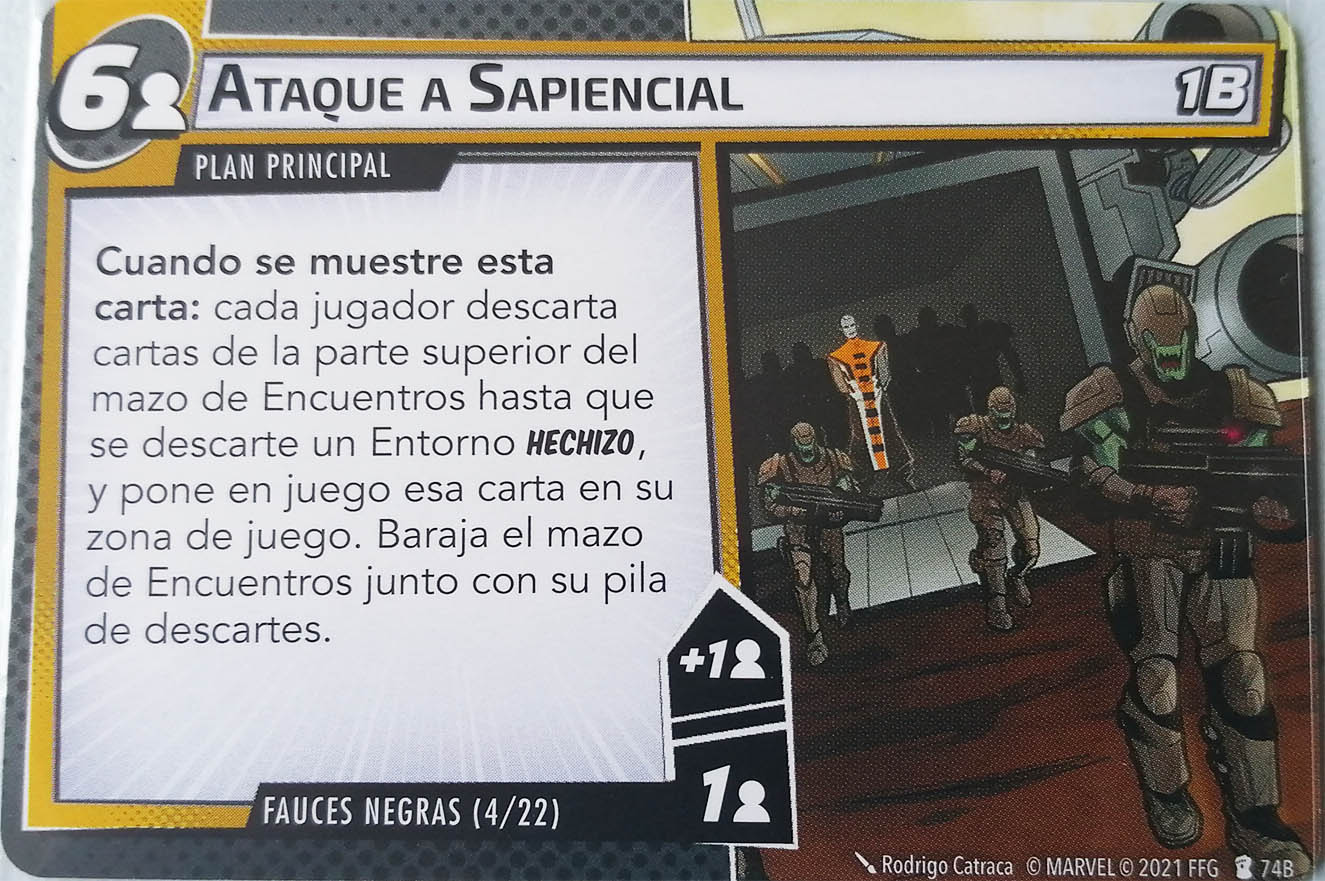 6
ATAQUE A SAPIENCIAL
1B
PLAN PRINCIPAL
Cuando se muestre esta
carta: cada jugador descarta
cartas de la parte superior del
mazo de Encuentros hasta que
se descarte un Entorno HECHIZO,
y pone en juego esa carta en su
zona de juego. Baraja el mazo
de Encuentros junto con su pila
de descartes.
+1
1
FAUCES NEGRAS (4/22)
Rodrigo Catraca © MARVEL © 2021 FFG 74B